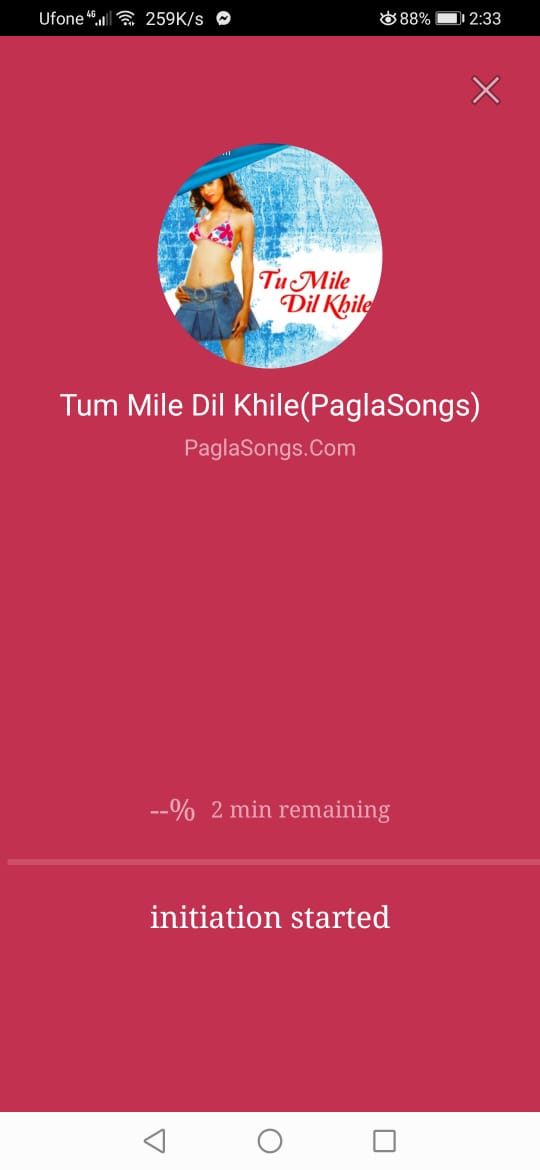 Ufone 4G 259K/s 88% 2:33
Tu Mile
Dil Khile
Tum Mile Dil Khile(PaglaSongs)
PaglaSongs.Com
--% 2 min remaining
initiation started